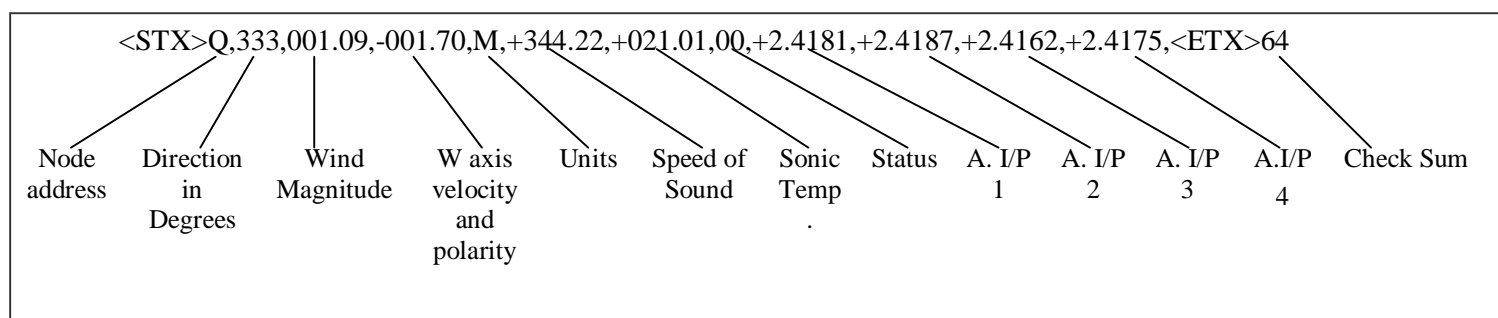 <STX>Q,333,001.09,-001.70,M,+344.22,+021.01,00,+2.4181,+2.4187,+2.4162,+2.4175,<ETX>64
Node address
Direction in Degrees
Wind Magnitude
W axis velocity and polarity
Units
Speed of Sound
Sonic Temp .
Status
A. I/P 1
A. I/P 2
A. I/P 3
A.I/P 4
Check Sum